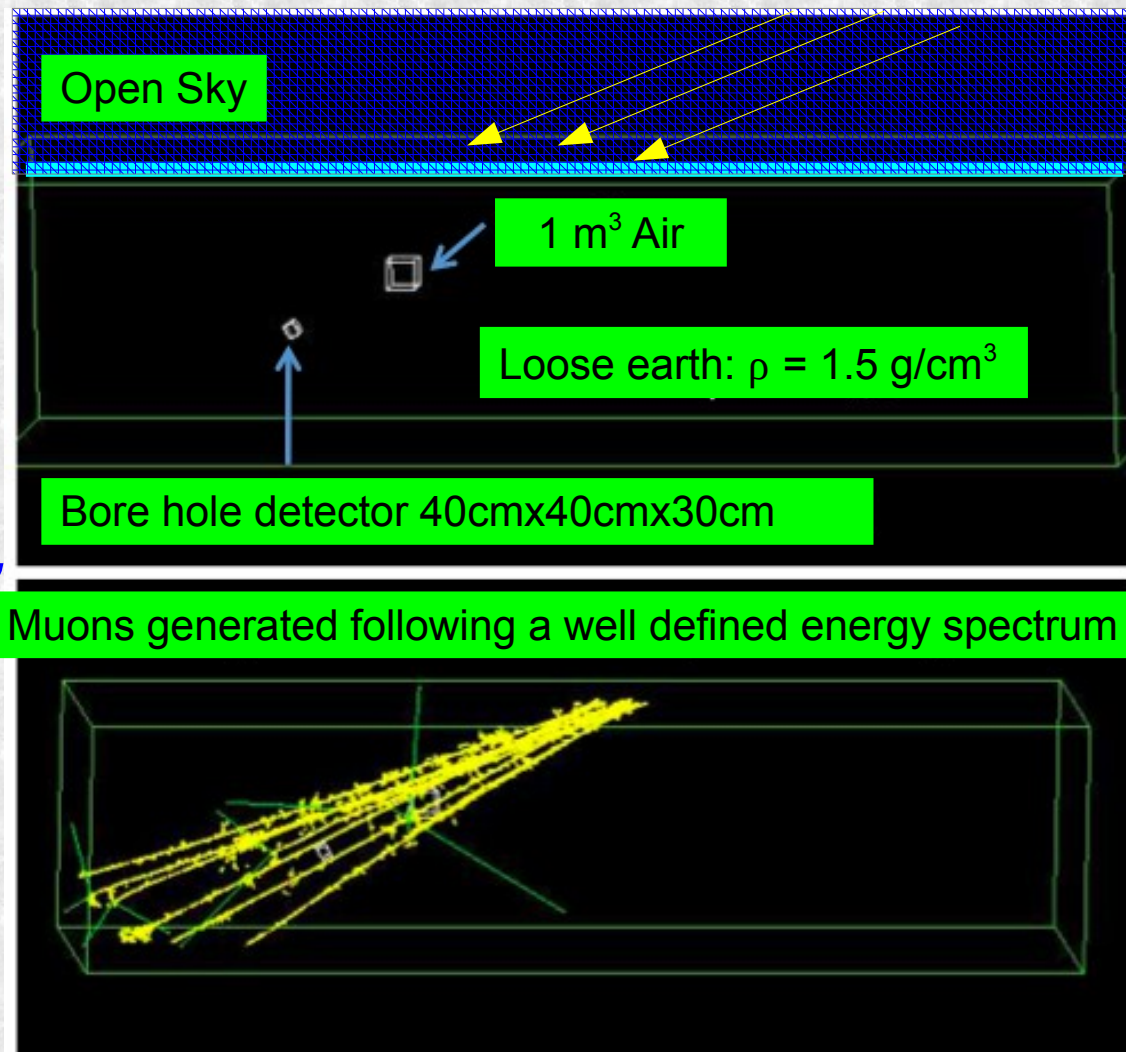 Open Sky
1 m³ Air
Loose earth: ρ = 1.5 g/cm³
Bore hole detector 40cmx40cmx30cm
Muons generated following a well defined energy spectrum